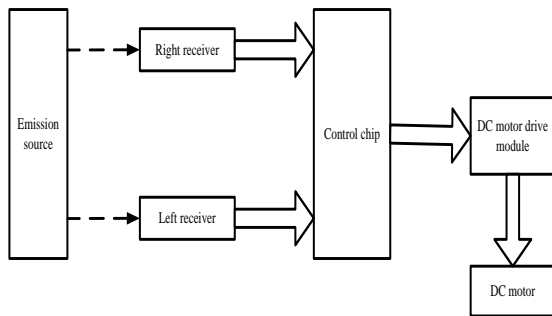 Emission
source
Right receiver
Left receiver
Control chip
DC motor drive
module
DC motor